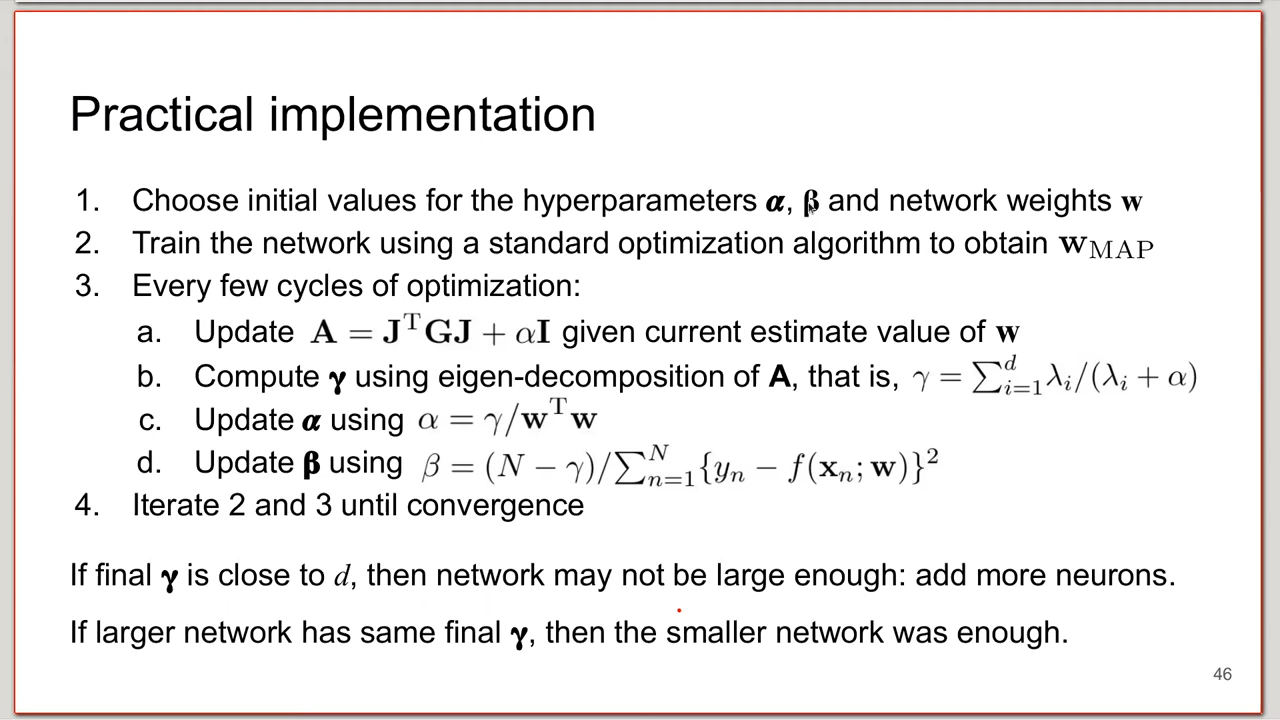 Practical implementation
1. Choose initial values for the hyperparameters α, β and network weights w
2. Train the network using a standard optimization algorithm to obtain w_MAP
3. Every few cycles of optimization:
a. Update A = J^T GJ + αI given current estimate value of w
b. Compute γ using eigen-decomposition of A, that is, γ = ∑_{i=1}^{d} λ_i/(λ_i + α)
c. Update α using α = γ/w^T w
d. Update β using β = (N − γ)/∑_{n=1}^{N} {y_n − f(x_n; w)}^2
4. Iterate 2 and 3 until convergence
If final γ is close to d, then network may not be large enough: add more neurons.
If larger network has same final γ, then the smaller network was enough.
46